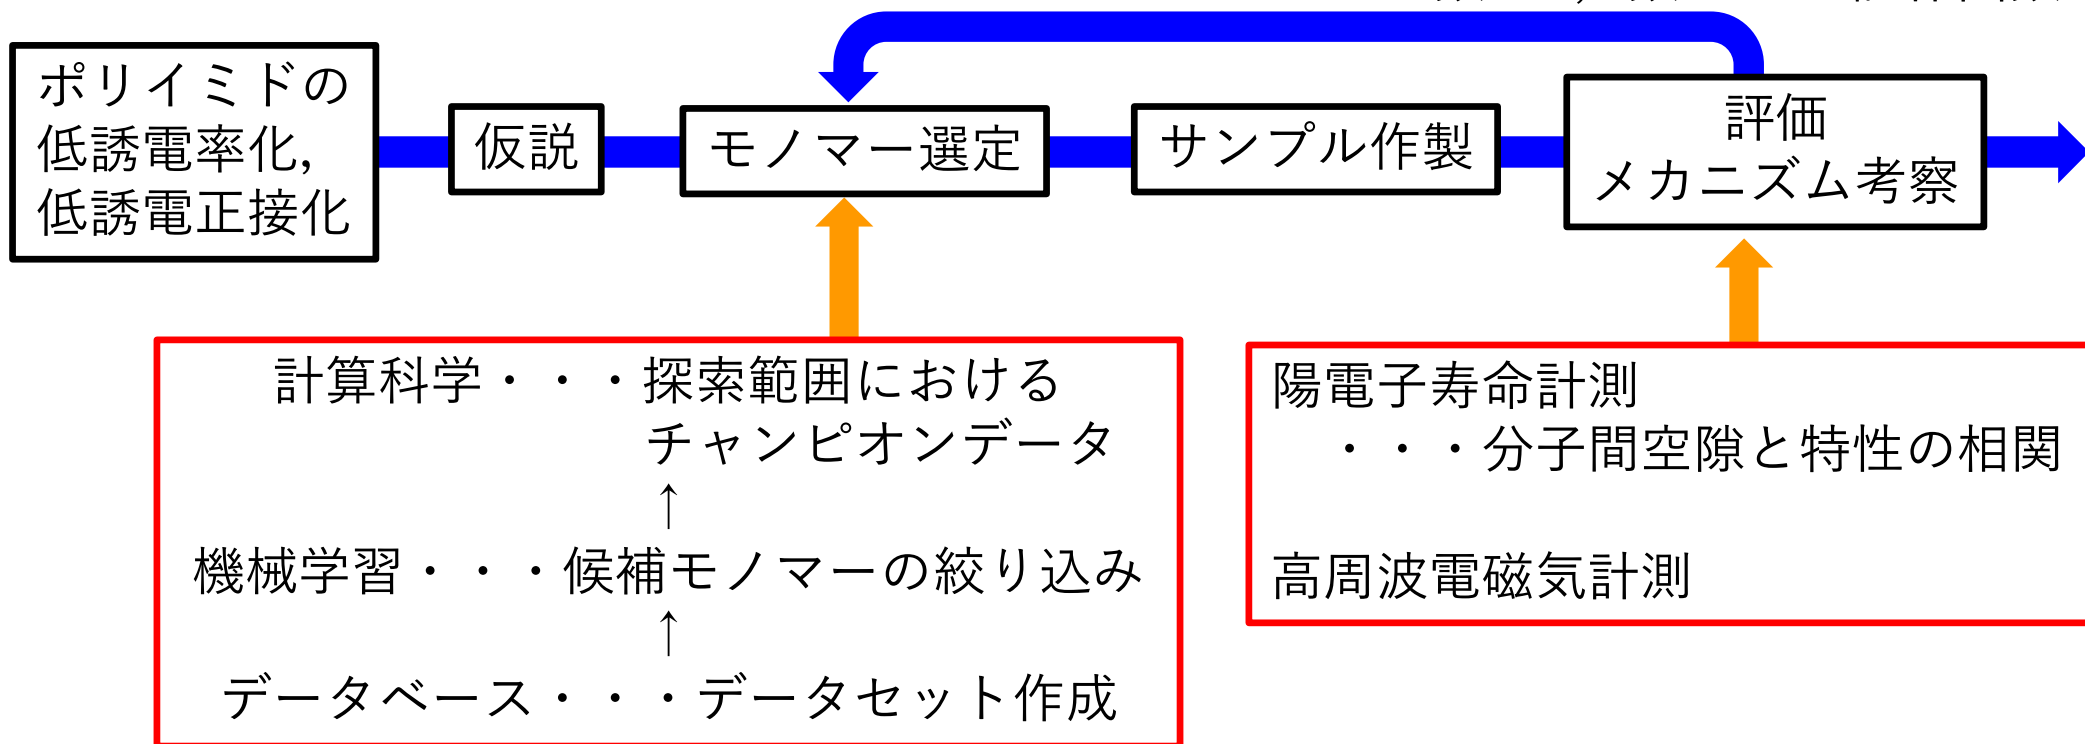 ポリイミドの
低誘電率化,
低誘電正接化
仮説
モノマー選定
サンプル作製
評価
メカニズム考察
計算科学・・・探索範囲における
チャンピオンデータ
↑
機械学習・・・候補モノマーの絞り込み
↑
データベース・・・データセット作成
陽電子寿命計測
・・・分子間空隙と特性の相関
高周波電磁気計測